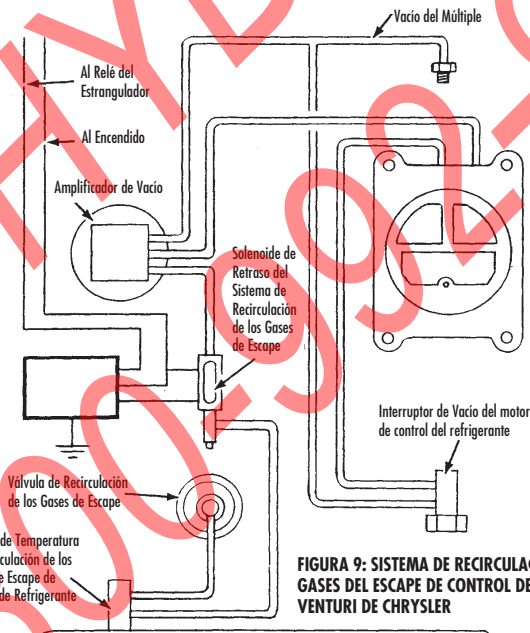 Vacío del Múltiple
Al Relé del
Estrangulador
Al Encendido
Amplificador de Vacío
Solenoide de
Retraso del
Sistema de
Recirculación
de los Gases
de Escape
Interruptor de Vacío del motor
de control del refrigerante
Válvula de Recirculación
de los Gases de Escape
de Temperatura
culación de los
e Escape de
de Refrigerante
FIGURA 9: SISTEMA DE RECIRCULAC
GASES DEL ESCAPE DE CONTROL DE
VENTURI DE CHRYSLER